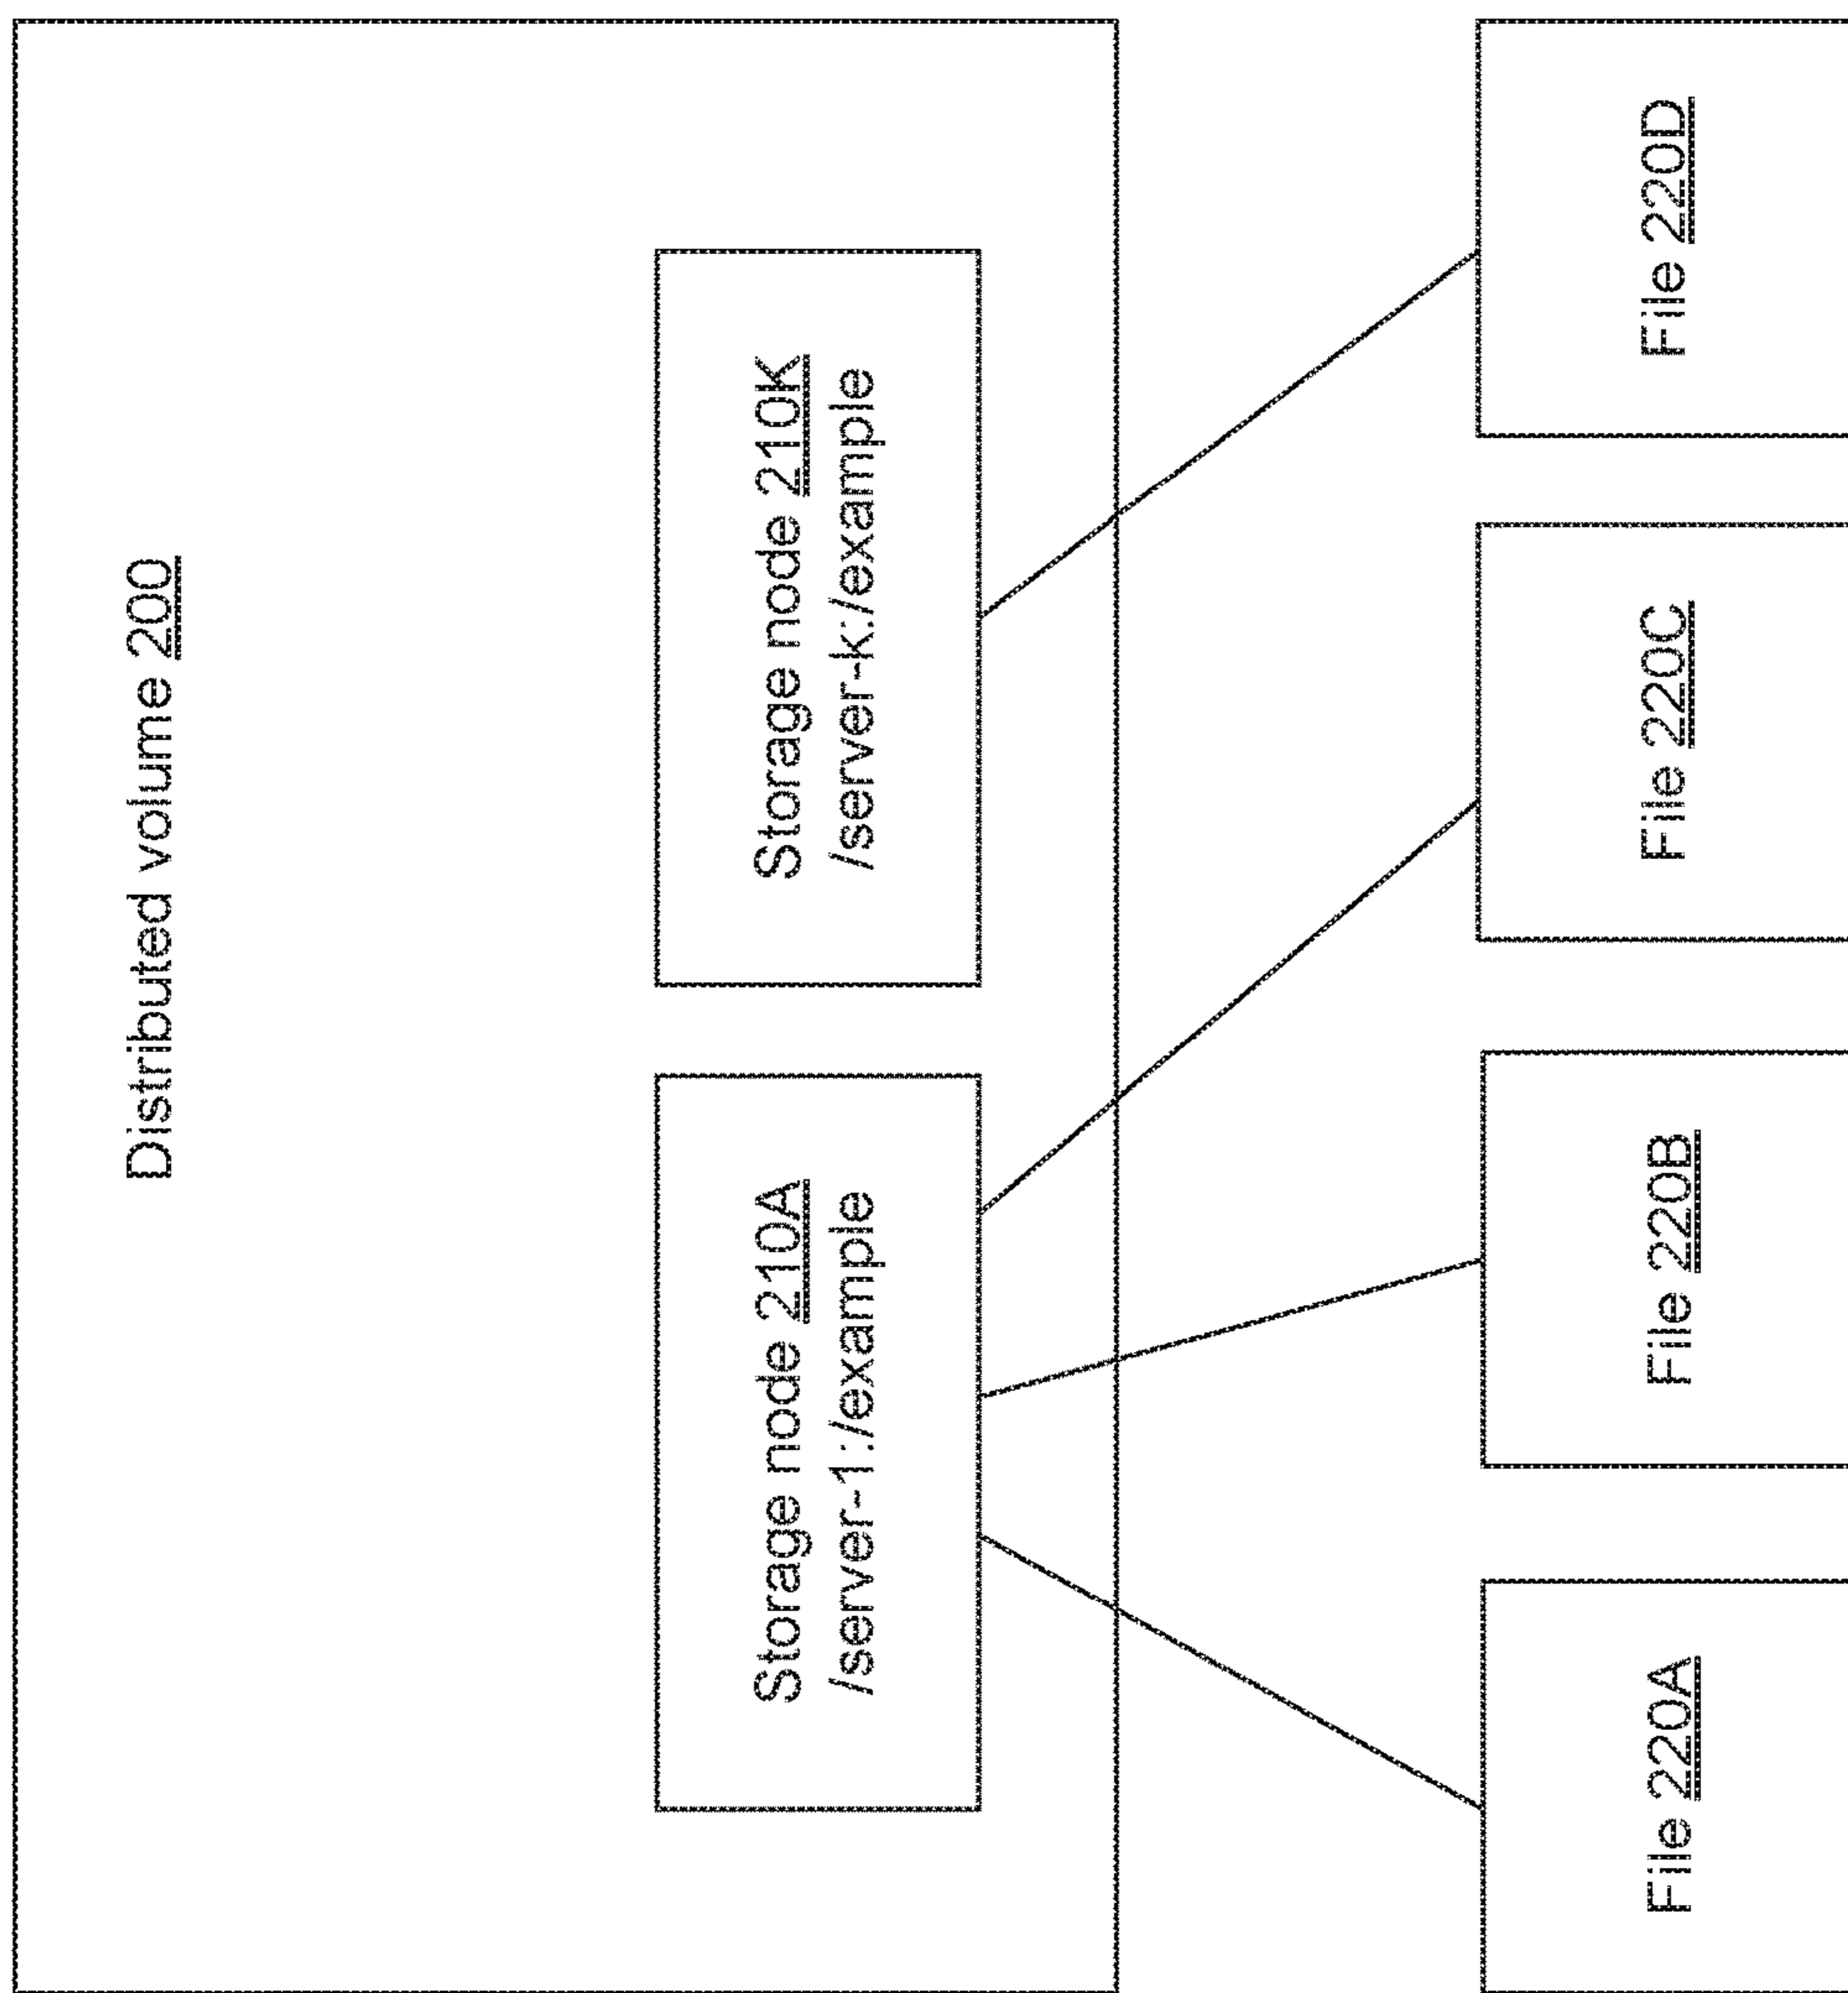 Distributed volume 200
Storage node 210A
/server-1:/example
Storage node 210K
/server-k:/example
File 220A
File 220B
File 220C
File 220D